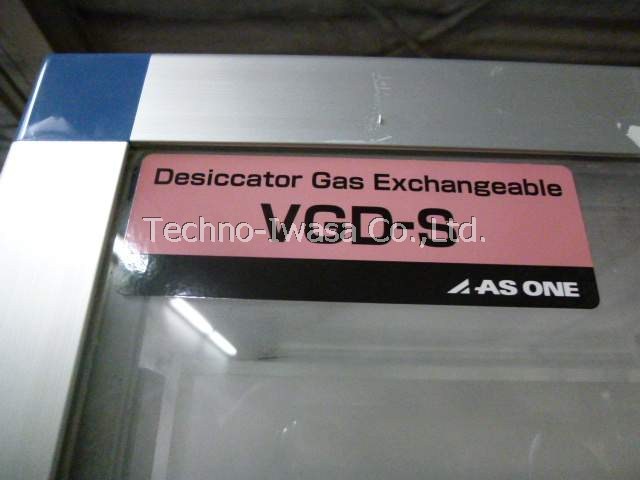 Desiccator Gas Exchangeable
VGD-S
Techno-Iwasa Co.,Ltd.
AS ONE